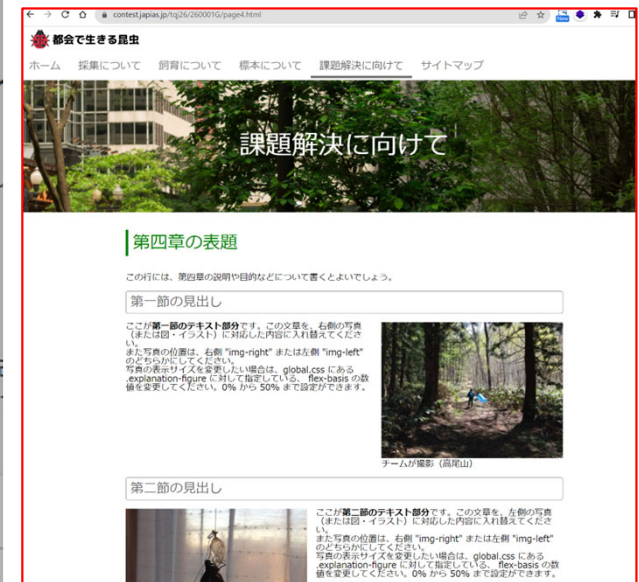 contest.japias.jp/tqj26/260001G/page4.html
New
都会で生きる昆虫
ホーム 採集について 飼育について 標本について 課題解決に向けて サイトマップ
課題解決に向けて
第四章の表題
この行には、第四章の説明や目的などについて書くとよいでしょう。
第一節の見出し
ここが第一節のテキスト部分です。この文章を、右側の写真
（または図・イラスト）に対応した内容に入れ替えてくださ
い。
また写真の位置は、右側 "img-right" または左側 "img-left"
のどちらかにしてください。
写真の表示サイズを変更したい場合は、global.css にある
.explanation-figure に対して指定している、 flex-basis の数
値を変更してください。0% から 50% まで設定ができます。
チームが撮影（高尾山）
第二節の見出し
ここが第二節のテキスト部分です。この文章を、左側の写真
（または図・イラスト）に対応した内容に入れ替えてくださ
い。
また写真の位置は、右側 "img-right" または左側 "img-left"
のどちらかにしてください。
写真の表示サイズを変更したい場合は、global.css にある
.explanation-figure に対して指定している、 flex-basis の数
値を変更してください。0% から 50% まで設定ができます。